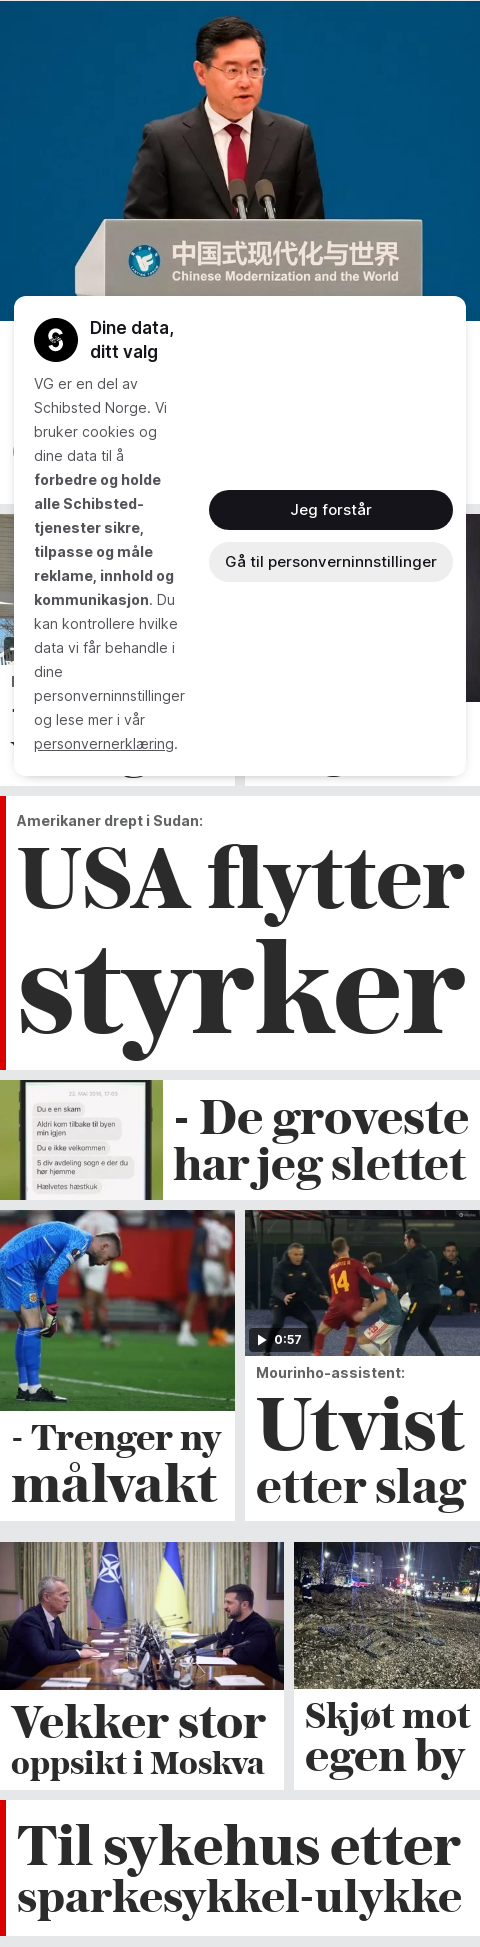 中国式现代化与世界
Chinese Modernization and the World
Dine data,
ditt valg
VG er en del av
Schibsted Norge. Vi
bruker cookies og
dine data til å
forbedre og holde
alle Schibsted-
tjenester sikre,
tilpasse og måle
reklame, innhold og
kommunikasjon. Du
kan kontrollere hvilke
data vi får behandle i
dine
personverninnstillinger
og lese mer i vår
personvernerklæring.
Jeg forstår
Gå til personverninnstillinger
Amerikaner drept i Sudan:
USA flytter
styrker
22. MAI 2016, 17:03
Du e en skam
Aldri kom tilbake til byen
min igjen
Du e ikke velkommen
5 div avdeling sogn e der du
hør hjemme
Hælvetes hæstkuk
- De groveste
har jeg slettet
14
0:57
- Trenger ny
målvakt
Mourinho-assistent:
Utvist
etter slag
Vekker stor
oppsikt i Moskva
Skjøt mot
egen by
Til sykehus etter
sparkesykkel-ulykke